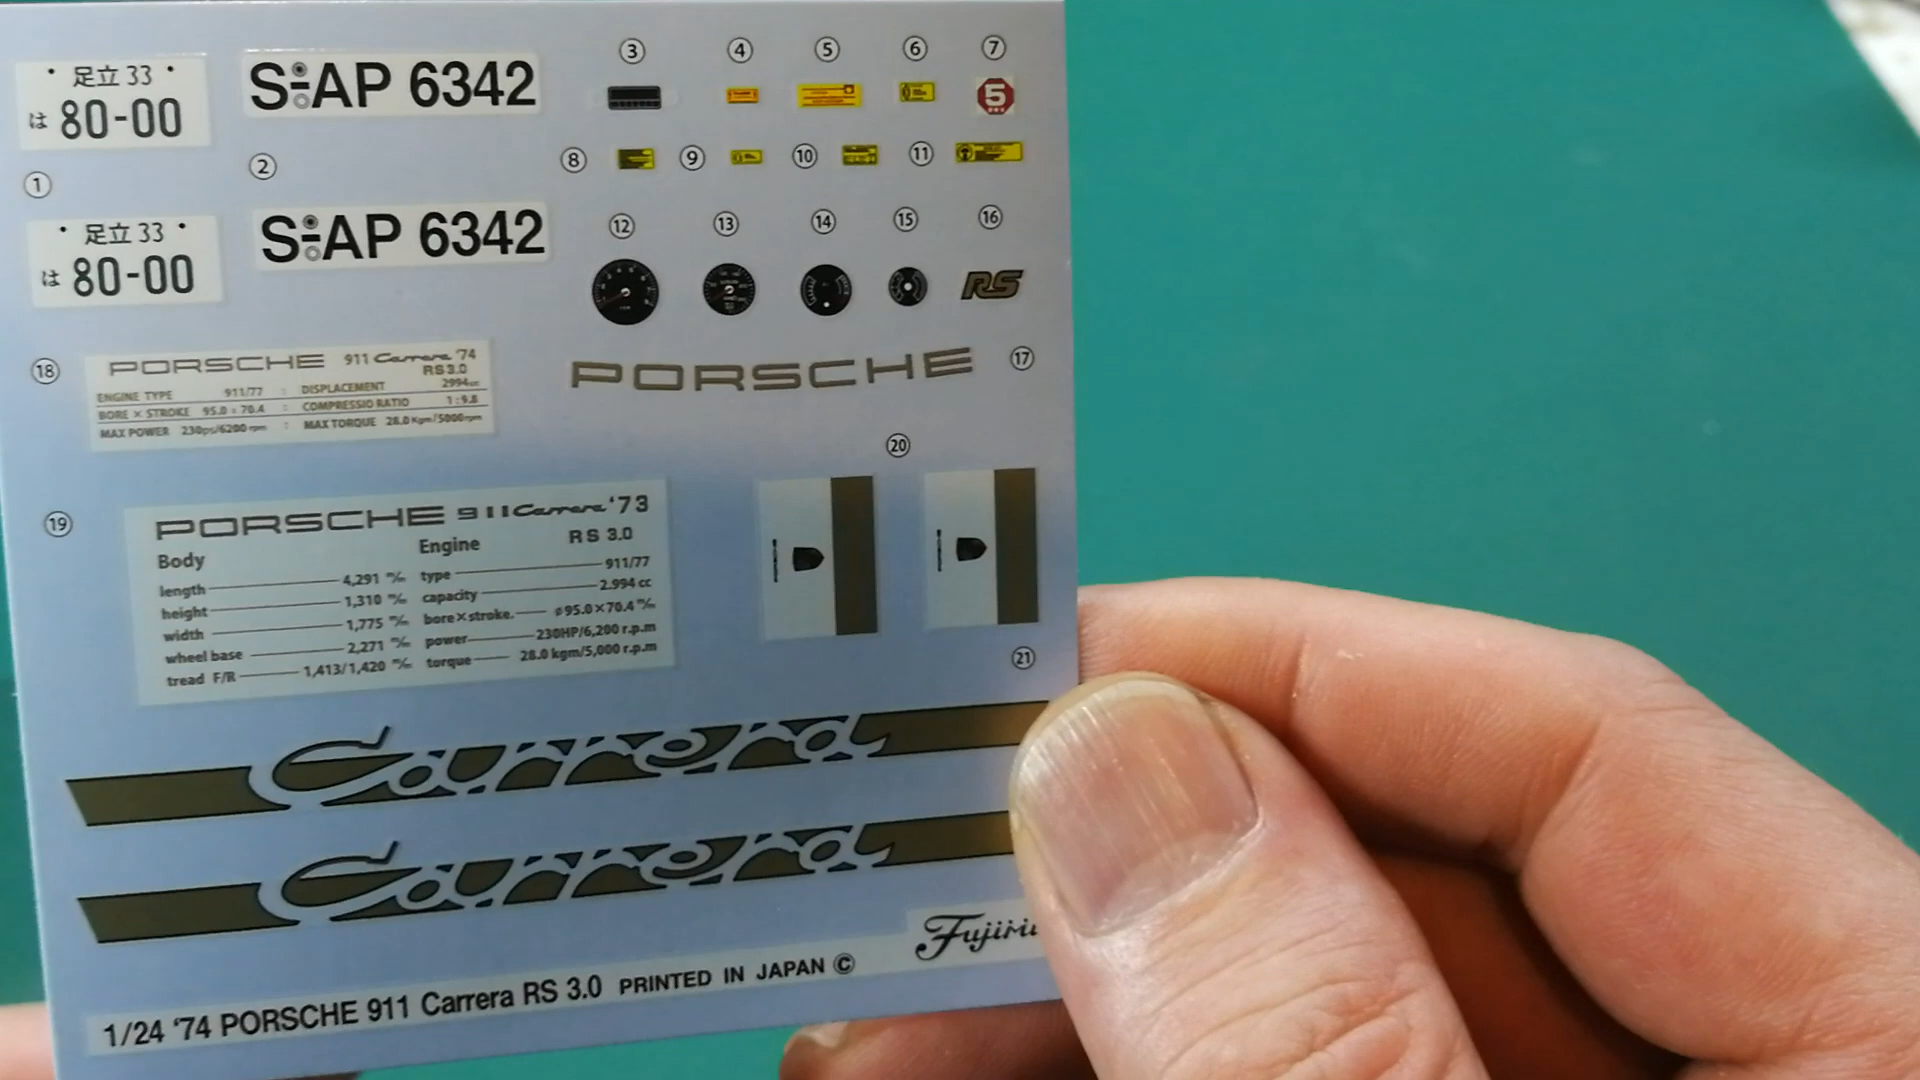 足立 33
は 80-00
S-AP 6342
③ ④ ⑤ ⑥ ⑦
5
① ②
⑧ ⑨ ⑩ ⑪
足立 33
は 80-00
S-AP 6342
⑫ ⑬ ⑭ ⑮ ⑯
RS
⑱
PORSCHE 911 Carrera '74
RS 3.0
ENGINE TYPE 911/77 : DISPLACEMENT 2994cc
BORE × STROKE 95.0 × 70.4 : COMPRESSIO RATIO 1 : 9.8
MAX POWER 230ps/6200 rpm : MAX TORQUE 28.0 Kgm/5000rpm
PORSCHE ⑰
⑲ ⑳
PORSCHE 911 Carrera '73
RS 3.0
Body
length 4,291 m/m
height 1,310 m/m
width 1,775 m/m
wheel base 2,271 m/m
tread F/R 1,413/1,420 m/m
Engine
type 911/77
capacity 2.994 cc
bore×stroke. ø95.0×70.4 m/m
power 230HP/6,200 r.p.m
torque 28.0 kgm/5,000 r.p.m
㉑
Carrera
Carrera
1/24 '74 PORSCHE 911 Carrera RS 3.0 PRINTED IN JAPAN ©